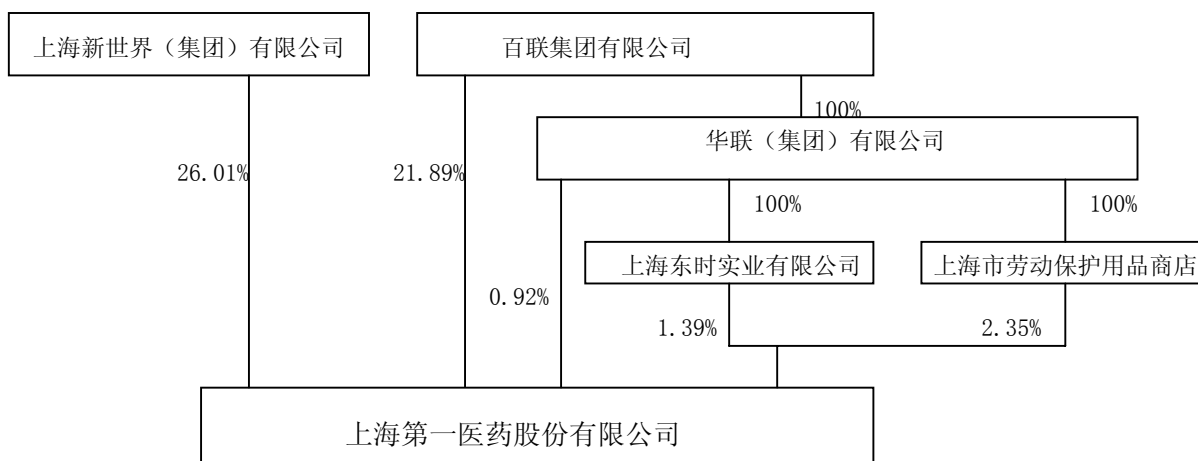 上海新世界（集团）有限公司
百联集团有限公司
100%
华联（集团）有限公司
26.01%
21.89%
100%
100%
上海东时实业有限公司
上海市劳动保护用品商店
0.92%
1.39%
2.35%
上海第一医药股份有限公司